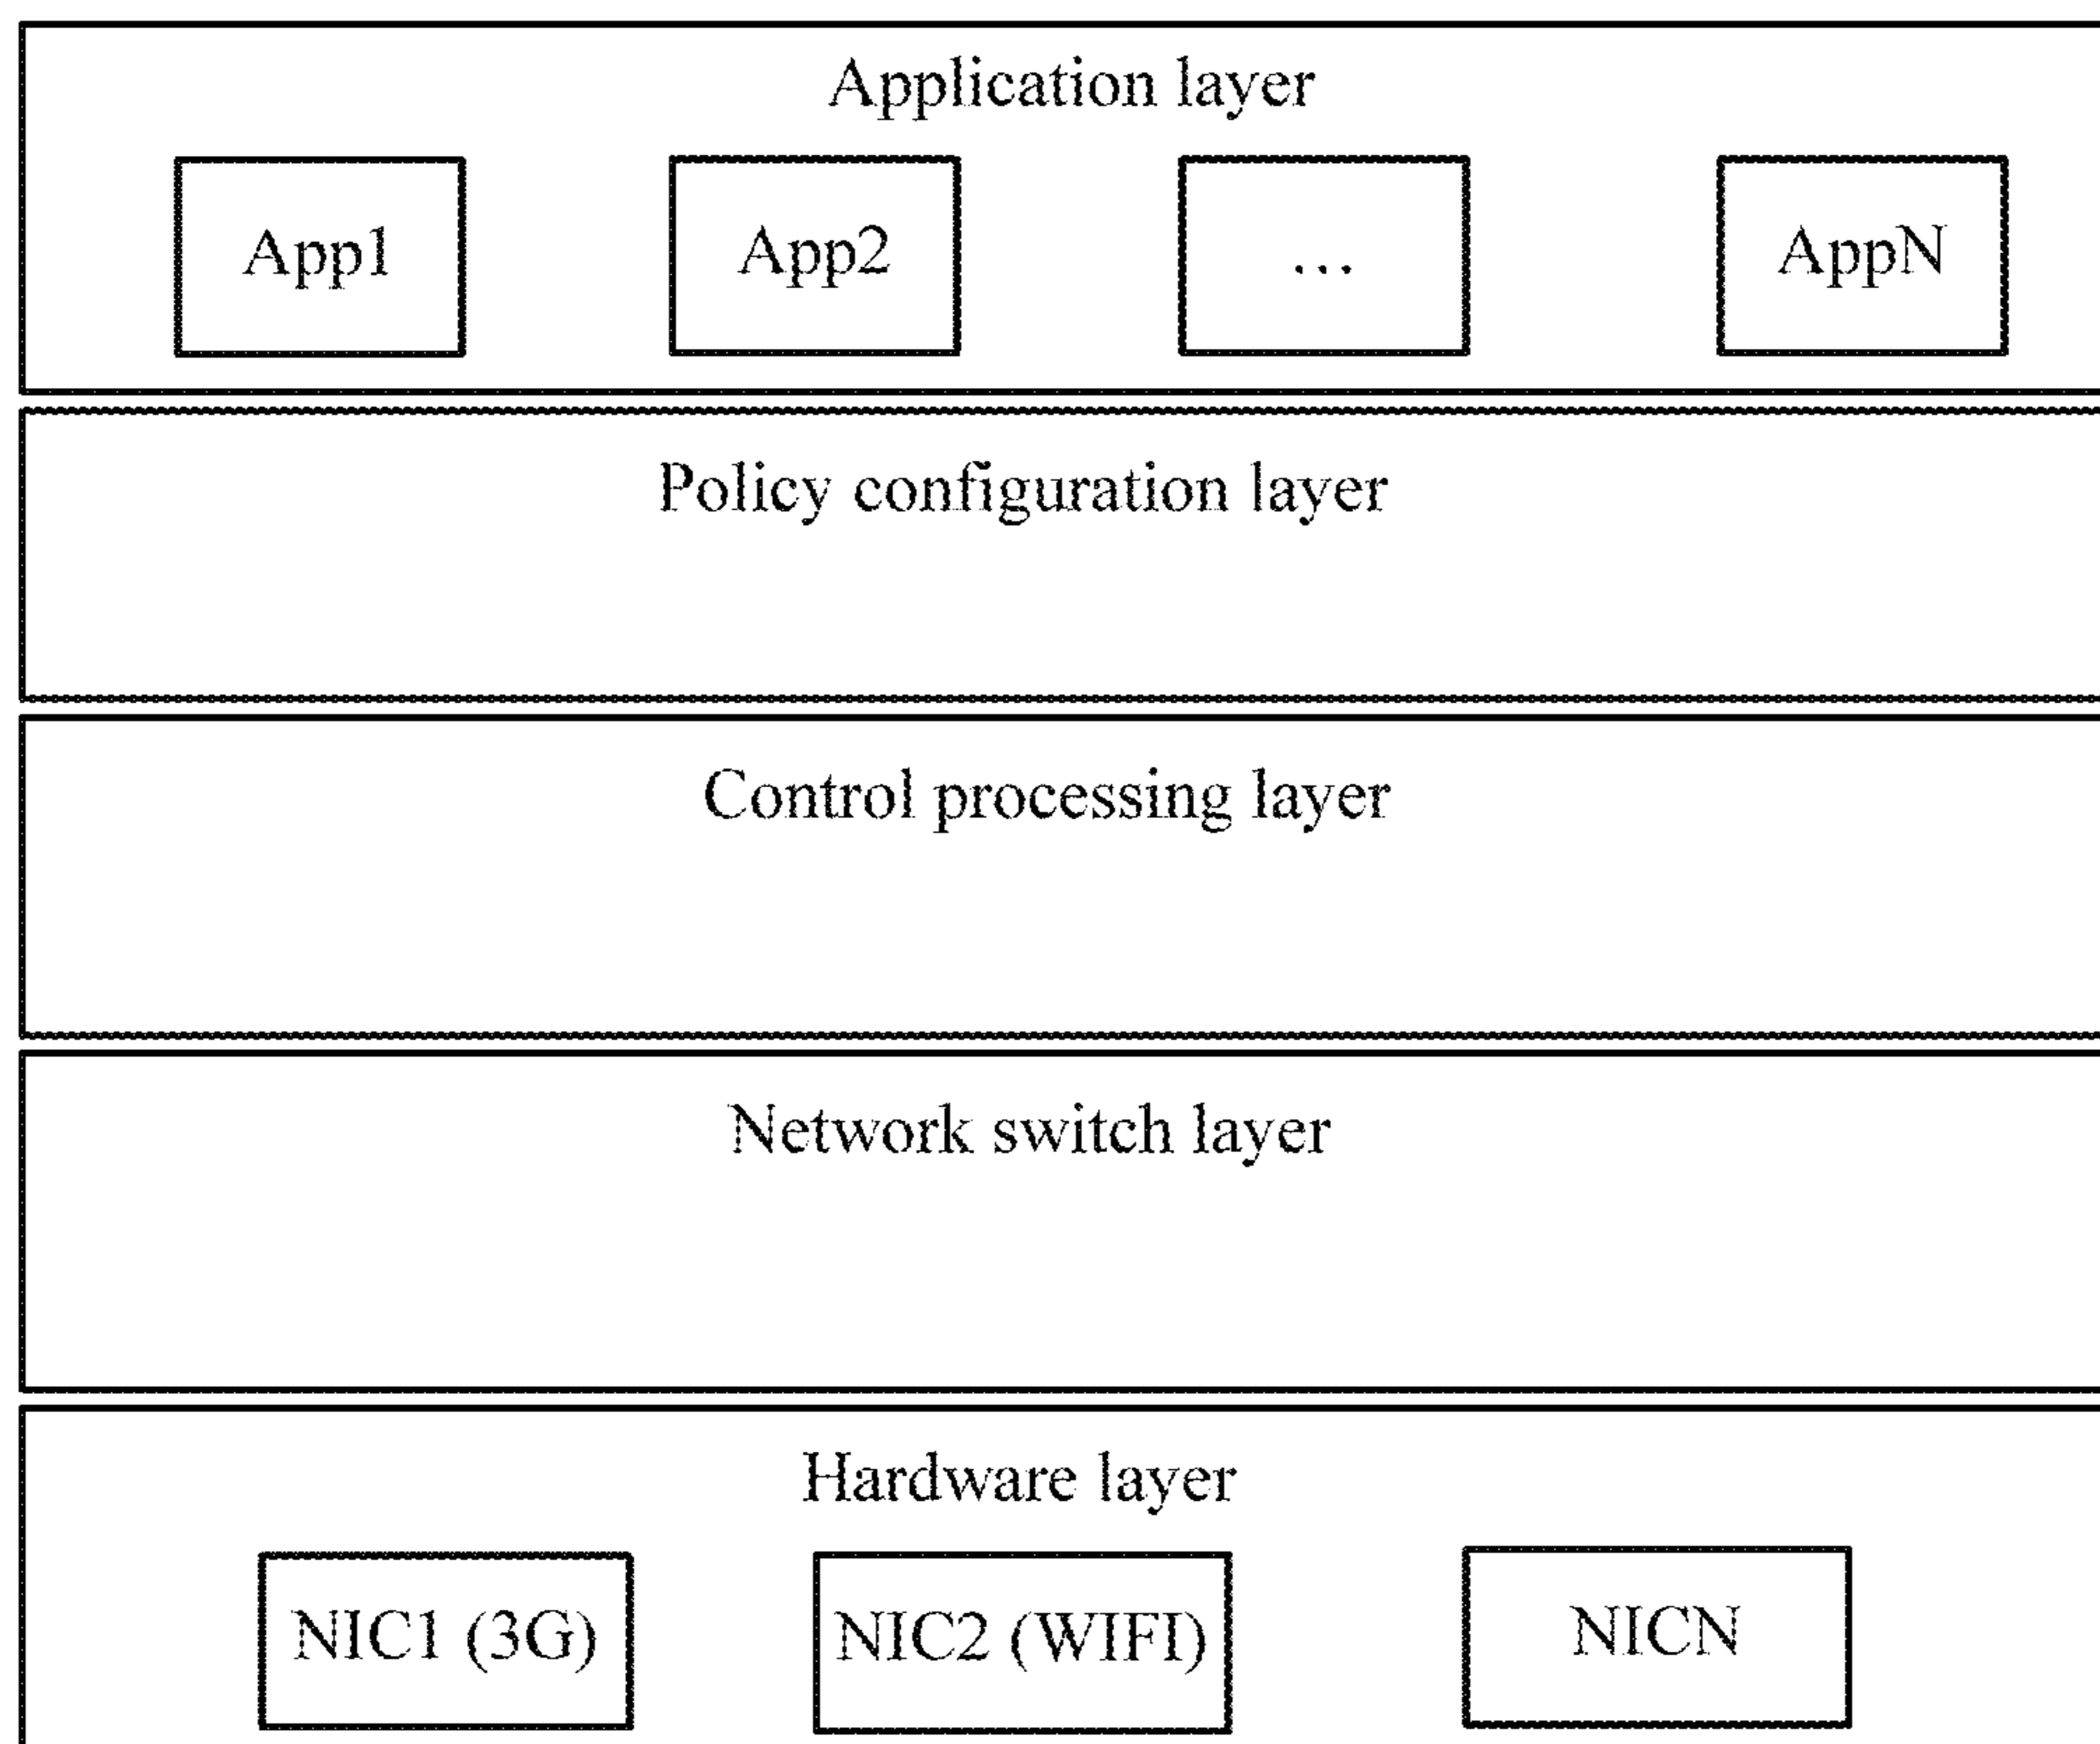 Application layer
App1 App2 ... AppN
Policy configuration layer
Control processing layer
Network switch layer
Hardware layer
NIC1 (3G) NIC2 (WIFI) NICN